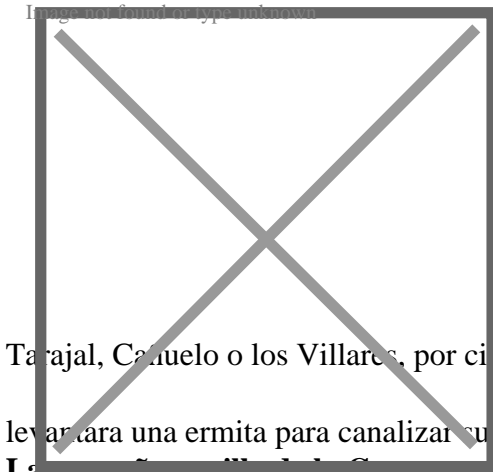 Image not found or type unknown
Tarajal, Cañuelo o los Villares, por ci
levantara una ermita para canalizar su